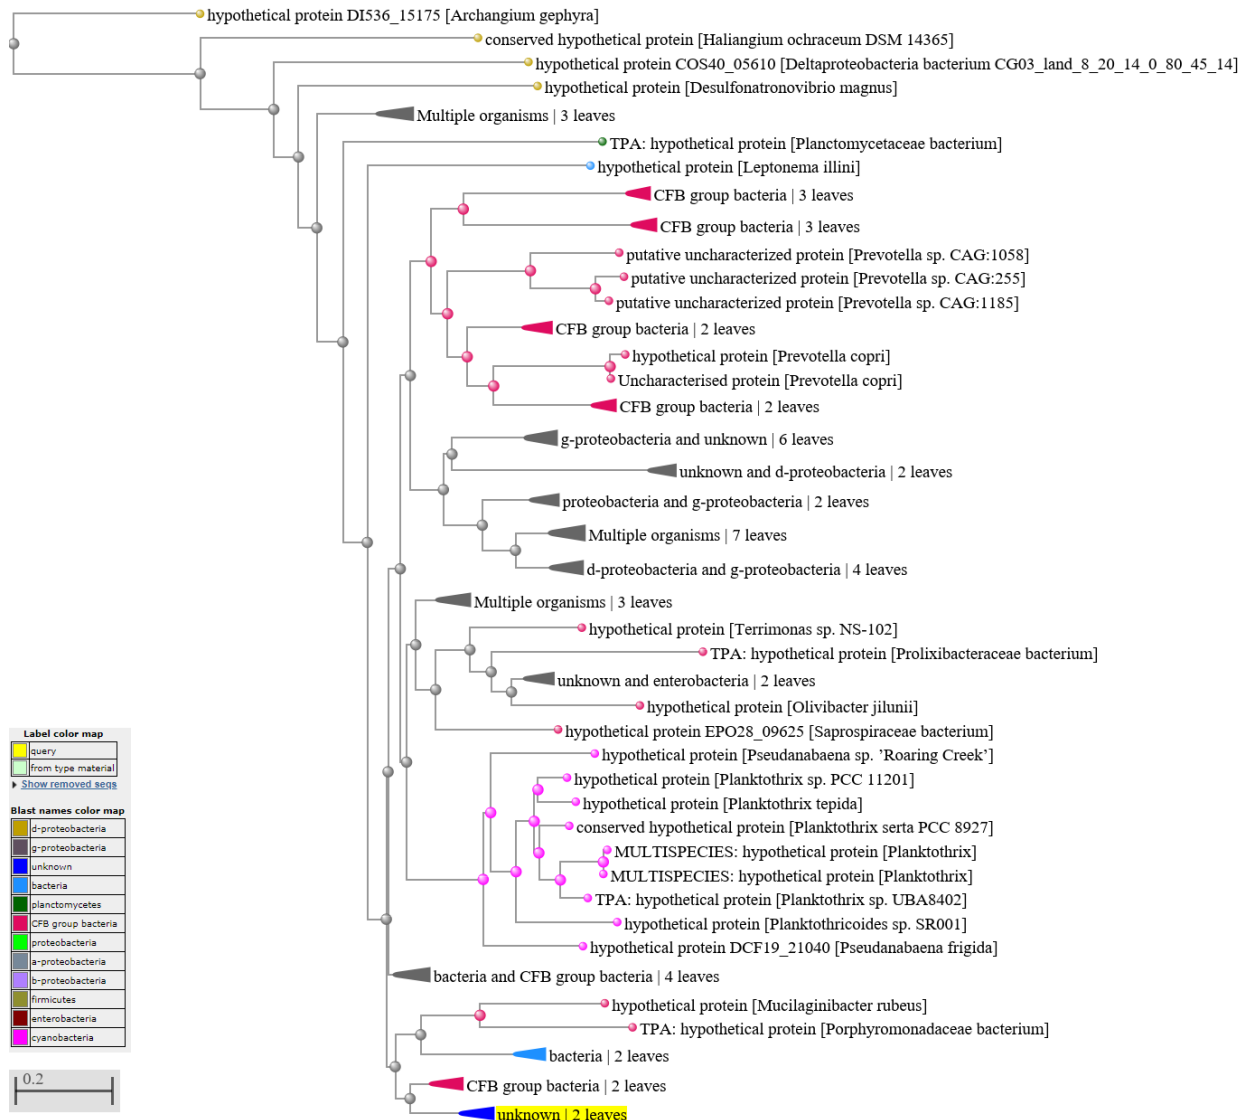 hypothetical protein DI536_15175 [Archangium gephyra]
conserved hypothetical protein [Haliangium ochraceum DSM 14365]
hypothetical protein COS40_05610 [Deltaproteobacteria bacterium CG03_land_8_20_14_0_80_45_14]
hypothetical protein [Desulfonatronovibrio magnus]
Multiple organisms | 3 leaves
TPA: hypothetical protein [Planctomycetaceae bacterium]
hypothetical protein [Leptonema illini]
CFB group bacteria | 3 leaves
CFB group bacteria | 3 leaves
putative uncharacterized protein [Prevotella sp. CAG:1058]
putative uncharacterized protein [Prevotella sp. CAG:255]
putative uncharacterized protein [Prevotella sp. CAG:1185]
CFB group bacteria | 2 leaves
hypothetical protein [Prevotella copri]
Uncharacterised protein [Prevotella copri]
CFB group bacteria | 2 leaves
g-proteobacteria and unknown | 6 leaves
unknown and d-proteobacteria | 2 leaves
proteobacteria and g-proteobacteria | 2 leaves
Multiple organisms | 7 leaves
d-proteobacteria and g-proteobacteria | 4 leaves
Multiple organisms | 3 leaves
hypothetical protein [Terrimonas sp. NS-102]
TPA: hypothetical protein [Prolixibacteraceae bacterium]
unknown and enterobacteria | 2 leaves
hypothetical protein [Olivibacter jilunii]
hypothetical protein EPO28_09625 [Saprospiraceae bacterium]
hypothetical protein [Pseudanabaena sp. 'Roaring Creek']
hypothetical protein [Planktothrix sp. PCC 11201]
hypothetical protein [Planktothrix tepida]
conserved hypothetical protein [Planktothrix serta PCC 8927]
MULTISPECIES: hypothetical protein [Planktothrix]
MULTISPECIES: hypothetical protein [Planktothrix]
TPA: hypothetical protein [Planktothrix sp. UBA8402]
hypothetical protein [Planktothricoides sp. SR001]
hypothetical protein DCF19_21040 [Pseudanabaena frigida]
bacteria and CFB group bacteria | 4 leaves
hypothetical protein [Mucilaginibacter rubeus]
TPA: hypothetical protein [Porphyromonadaceae bacterium]
bacteria | 2 leaves
CFB group bacteria | 2 leaves
unknown | 2 leaves
Label color map
query
from type material
Show removed seqs
Blast names color map
d-proteobacteria
g-proteobacteria
unknown
bacteria
planctomycetes
CFB group bacteria
proteobacteria
a-proteobacteria
b-proteobacteria
firmicutes
enterobacteria
cyanobacteria
0.2